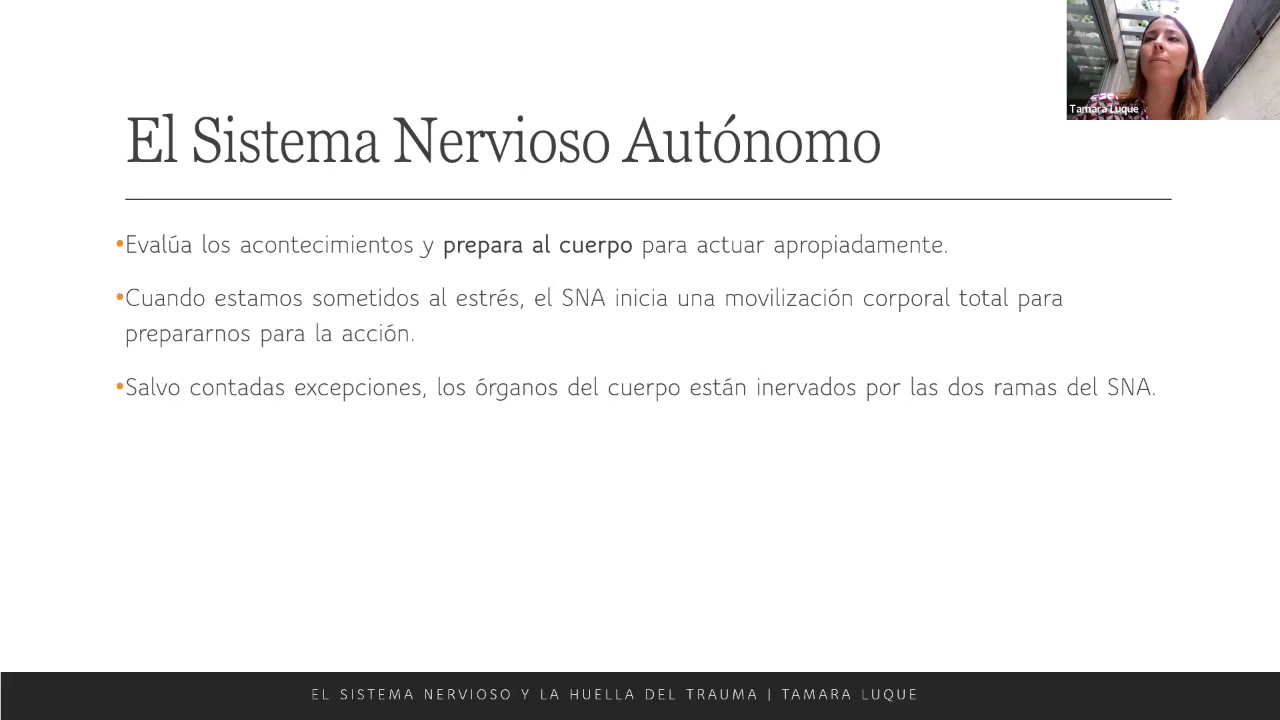 Tamara Luque
El Sistema Nervioso Autónomo
•Evalúa los acontecimientos y prepara al cuerpo para actuar apropiadamente.
•Cuando estamos sometidos al estrés, el SNA inicia una movilización corporal total para
prepararnos para la acción.
•Salvo contadas excepciones, los órganos del cuerpo están inervados por las dos ramas del SNA.
EL SISTEMA NERVIOSO Y LA HUELLA DEL TRAUMA | TAMARA LUQUE